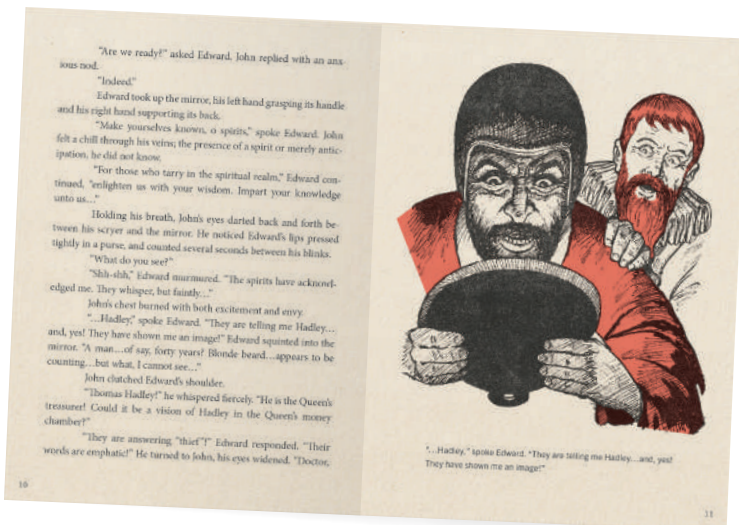 "Are we ready?" asked Edward. John replied with an anx-
ious nod.
"Indeed."
Edward took up the mirror, his left hand grasping its handle
and his right hand supporting its back.
"Make yourselves known, o spirits," spoke Edward. John
felt a chill through his veins; the presence of a spirit or merely antic-
ipation, he did not know.
"For those who tarry in the spiritual realm," Edward con-
tinued, "enlighten us with your wisdom. Impart your knowledge
unto us…"
Holding his breath, John's eyes darted back and forth be-
tween his scryer and the mirror. He noticed Edward's lips pressed
tightly in a purse, and counted several seconds between his blinks.
"What do you see?"
"Shh-shh," Edward murmured. "The spirits have acknowl-
edged me. They whisper, but faintly…"
John's chest burned with both excitement and envy.
"…Hadley," spoke Edward. "They are telling me Hadley…
and, yes! They have shown me an image!" Edward squinted into the
mirror. "A man…of say, forty years? Blonde beard…appears to be
counting…but what, I cannot see…"
John clutched Edward's shoulder.
"Thomas Hadley!" he whispered fiercely. "He is the Queen's
treasurer! Could it be a vision of Hadley in the Queen's money
chamber?"
"They are answering "thief"!" Edward responded. "Their
words are emphatic!" He turned to John, his eyes widened. "Doctor,
10
"…Hadley," spoke Edward. "They are telling me Hadley…and, yes!
They have shown me an image!"
11